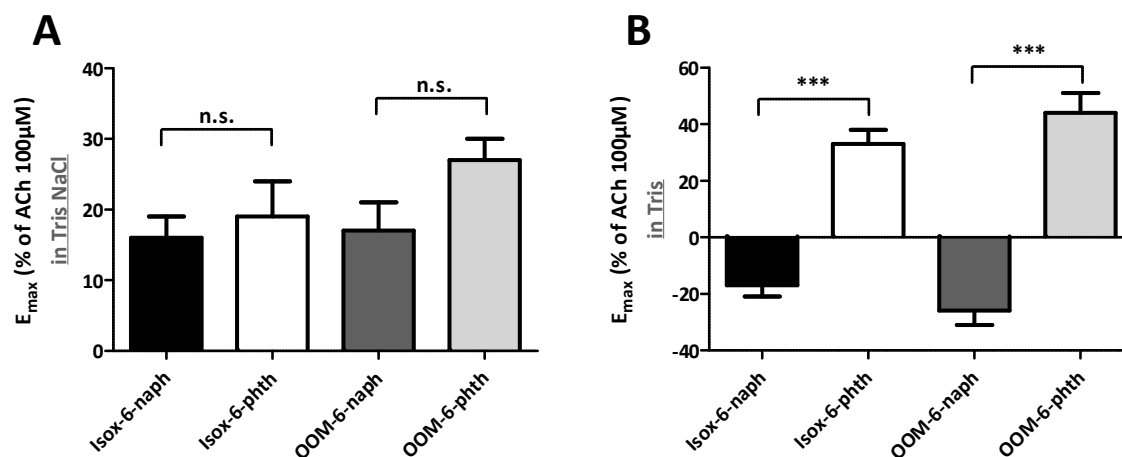 A
E_max (% of ACh 100µM)
in Tris NaCl
40
30
20
10
0
n.s.
n.s.
Isox-6-naph
Isox-6-phth
OOM-6-naph
OOM-6-phth
B
E_max (% of ACh 100µM)
in Tris
60
40
20
0
-20
-40
***
***
Isox-6-naph
Isox-6-phth
OOM-6-naph
OOM-6-phth